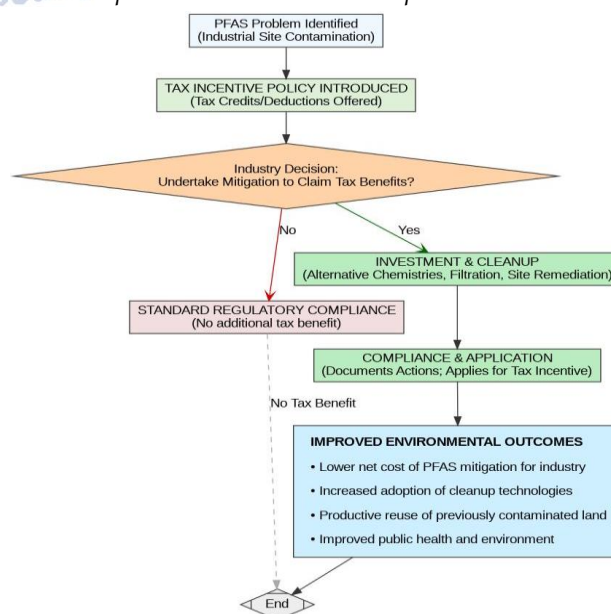 PFAS Problem Identified
(Industrial Site Contamination)
TAX INCENTIVE POLICY INTRODUCED
(Tax Credits/Deductions Offered)
Industry Decision:
Undertake Mitigation to Claim Tax Benefits?
No
Yes
INVESTMENT & CLEANUP
(Alternative Chemistries, Filtration, Site Remediation)
STANDARD REGULATORY COMPLIANCE
(No additional tax benefit)
COMPLIANCE & APPLICATION
(Documents Actions; Applies for Tax Incentive)
No Tax Benefit
IMPROVED ENVIRONMENTAL OUTCOMES
• Lower net cost of PFAS mitigation for industry
• Increased adoption of cleanup technologies
• Productive reuse of previously contaminated land
• Improved public health and environment
End